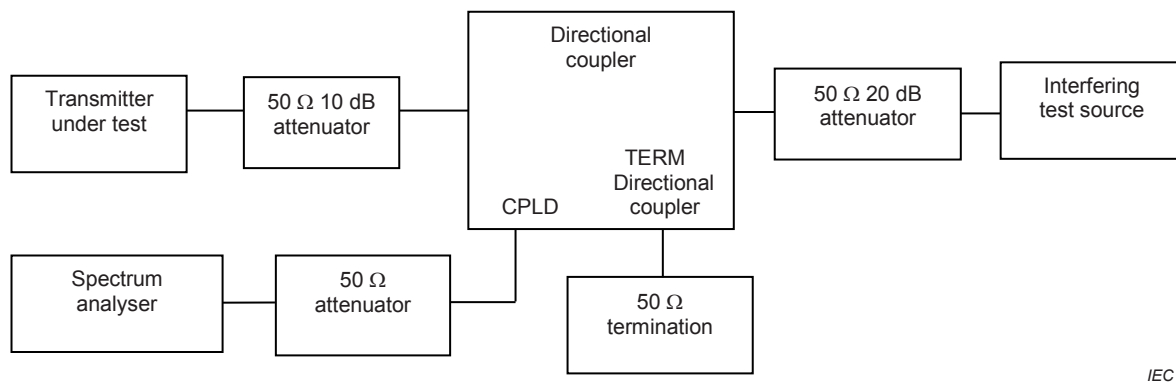 Directional
coupler
Transmitter
under test
50 Ω 10 dB
attenuator
50 Ω 20 dB
attenuator
Interfering
test source
TERM
Directional
coupler
CPLD
Spectrum
analyser
50 Ω
attenuator
50 Ω
termination
IEC